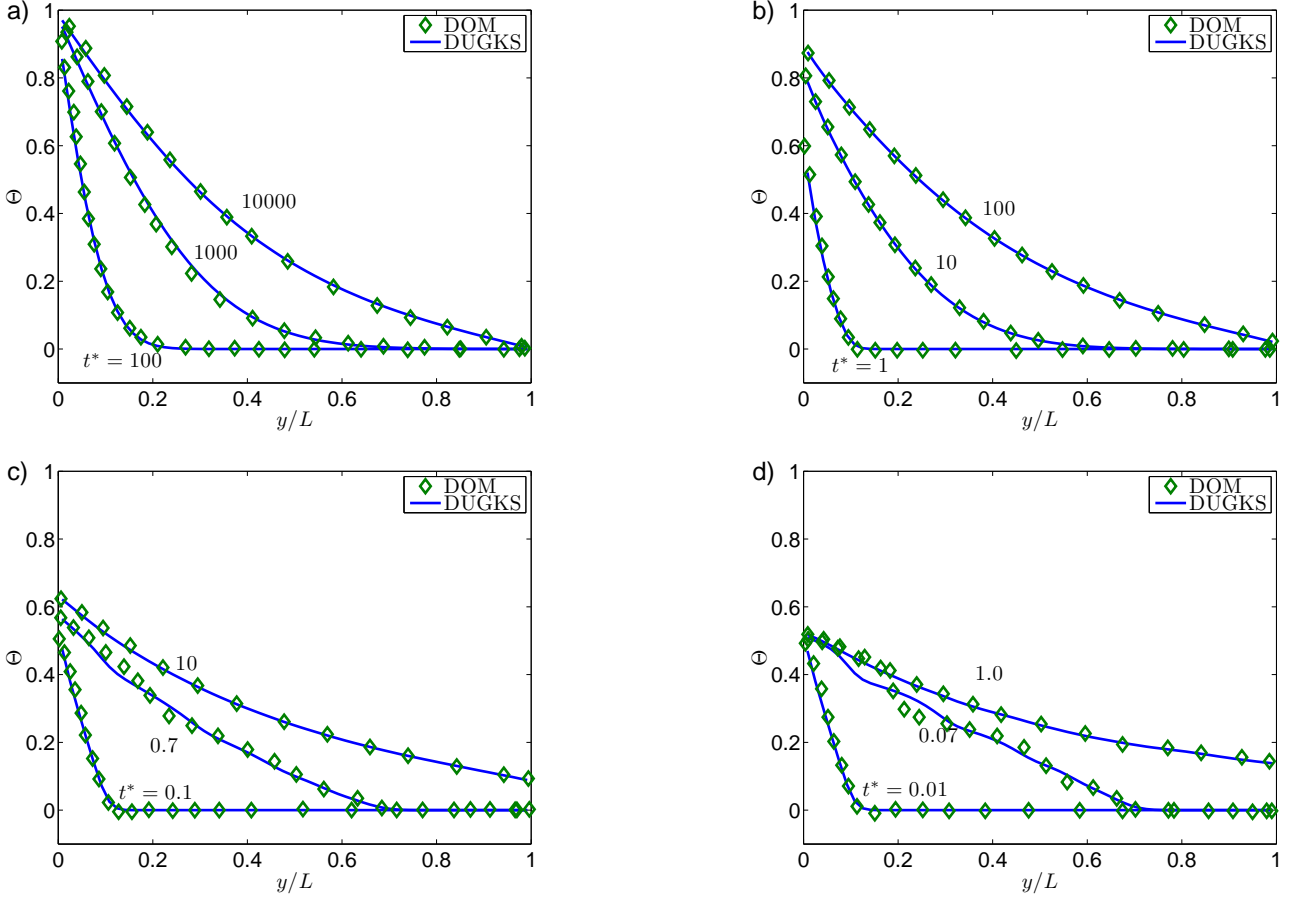 a)
1
0.8
0.6
0.4
0.2
0
Θ
0 0.2 0.4 0.6 0.8 1
y/L
DOM
DUGKS
10000
1000
t* = 100
b)
1
0.8
0.6
0.4
0.2
0
Θ
0 0.2 0.4 0.6 0.8 1
y/L
DOM
DUGKS
100
10
t* = 1
c)
1
0.8
0.6
0.4
0.2
0
Θ
0 0.2 0.4 0.6 0.8 1
y/L
DOM
DUGKS
10
0.7
t* = 0.1
d)
1
0.8
0.6
0.4
0.2
0
Θ
0 0.2 0.4 0.6 0.8 1
y/L
DOM
DUGKS
1.0
0.07
t* = 0.01